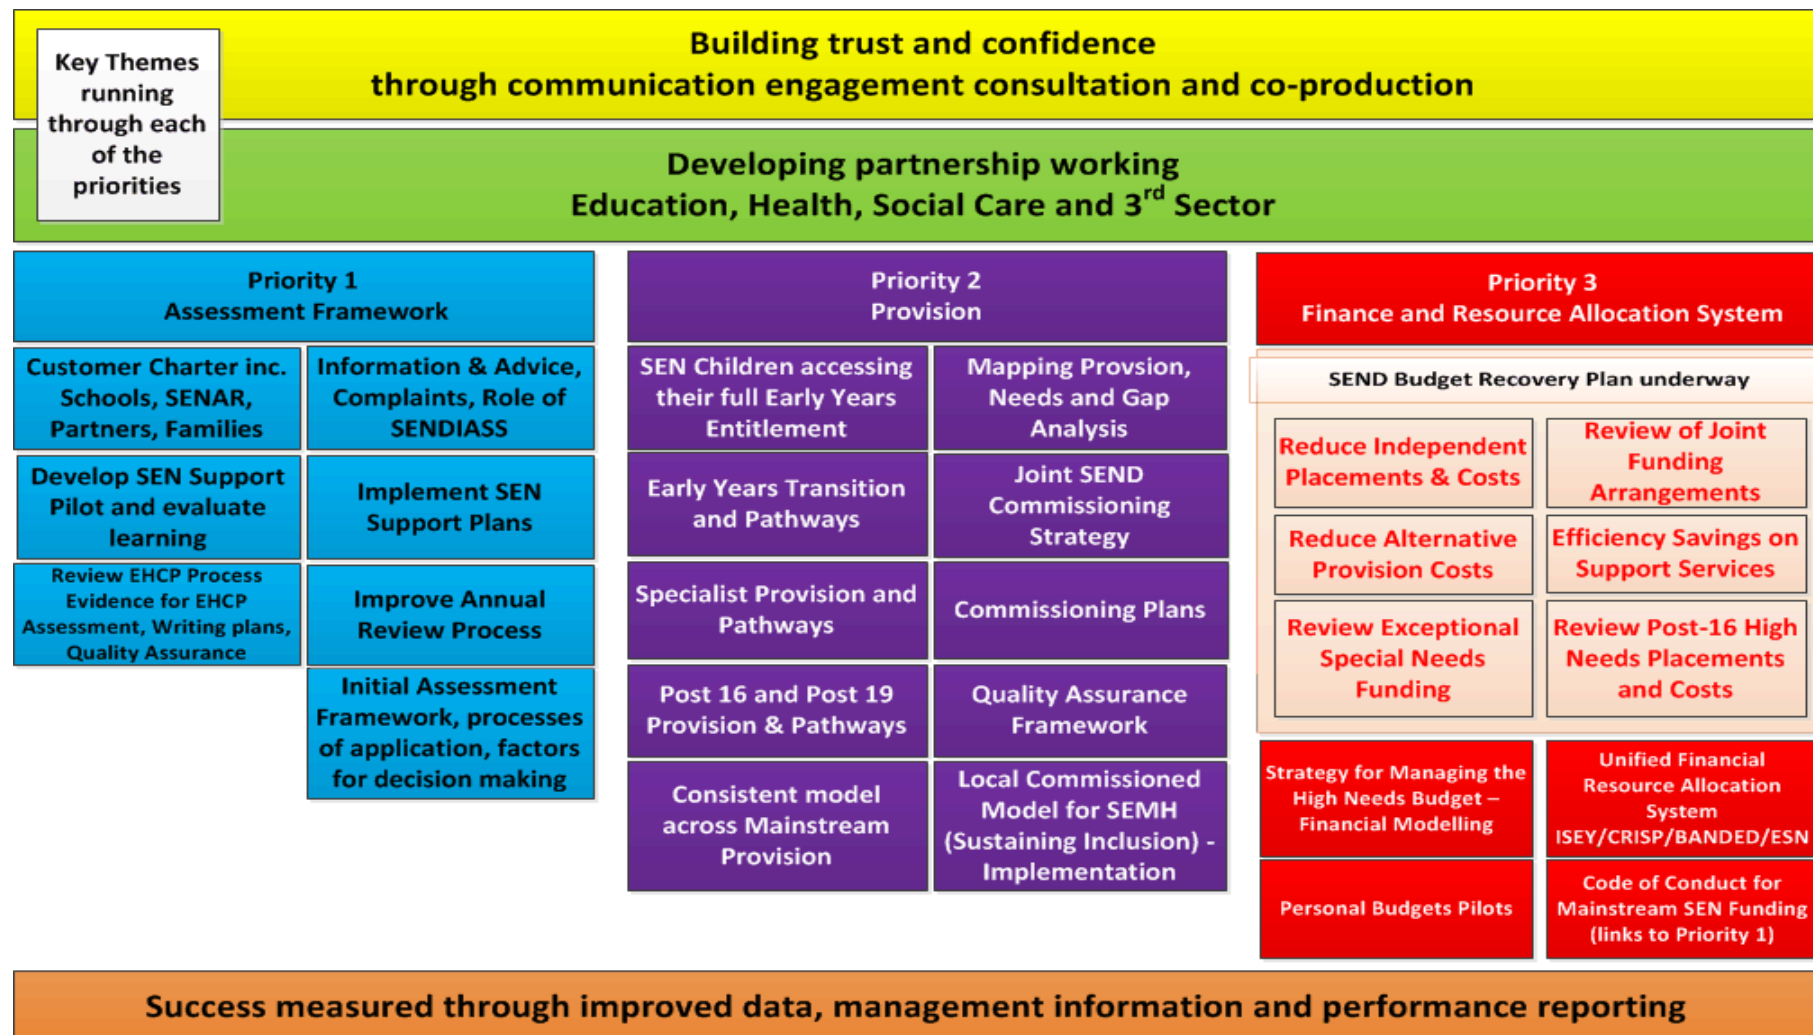 Key Themes
running
through each
of the
priorities
Building trust and confidence
through communication engagement consultation and co-production
Developing partnership working
Education, Health, Social Care and 3rd Sector
Priority 1
Assessment Framework
Customer Charter inc.
Schools, SENAR,
Partners, Families
Information & Advice,
Complaints, Role of
SENDIASS
Develop SEN Support
Pilot and evaluate
learning
Implement SEN
Support Plans
Review EHCP Process
Evidence for EHCP
Assessment, Writing plans,
Quality Assurance
Improve Annual
Review Process
Initial Assessment
Framework, processes
of application, factors
for decision making
Priority 2
Provision
SEN Children accessing
their full Early Years
Entitlement
Mapping Provsion,
Needs and Gap
Analysis
Early Years Transition
and Pathways
Joint SEND
Commissioning
Strategy
Specialist Provision and
Pathways
Commissioning Plans
Post 16 and Post 19
Provision & Pathways
Quality Assurance
Framework
Consistent model
across Mainstream
Provision
Local Commissioned
Model for SEMH
(Sustaining Inclusion) -
Implementation
Priority 3
Finance and Resource Allocation System
SEND Budget Recovery Plan underway
Reduce Independent
Placements & Costs
Review of Joint
Funding
Arrangements
Reduce Alternative
Provision Costs
Efficiency Savings on
Support Services
Review Exceptional
Special Needs
Funding
Review Post-16 High
Needs Placements
and Costs
Strategy for Managing the
High Needs Budget –
Financial Modelling
Unified Financial
Resource Allocation
System
ISEY/CRISP/BANDED/ESN
Personal Budgets Pilots
Code of Conduct for
Mainstream SEN Funding
(links to Priority 1)
Success measured through improved data, management information and performance reporting